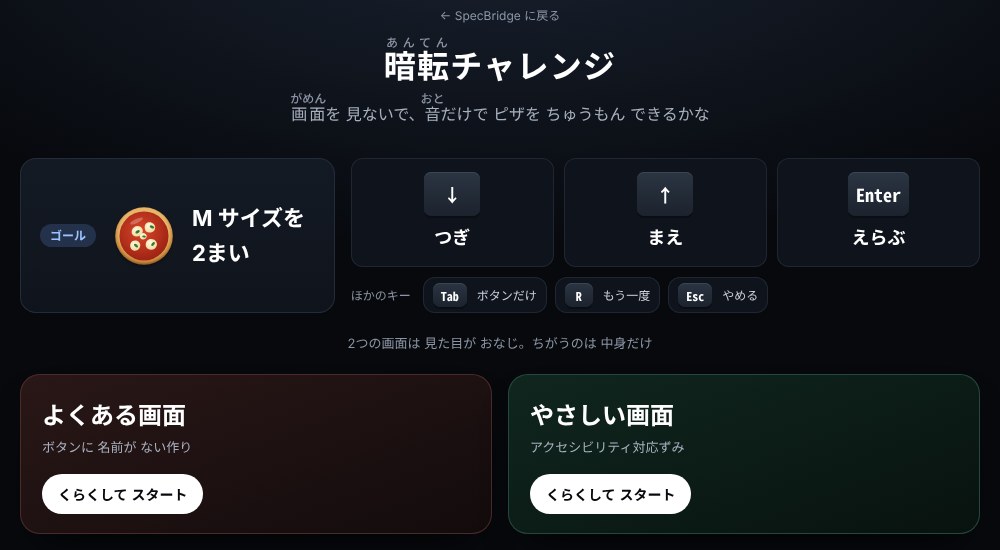 ← SpecBridge に戻る
あんてん
暗転チャレンジ
がめん おと
画面を 見ないで、音だけで ピザを ちゅうもん できるかな
ゴール
M サイズを
2まい
↓
つぎ
↑
まえ
Enter
えらぶ
ほかのキー
Tab ボタンだけ
R もう一度
Esc やめる
2つの画面は 見た目が おなじ。ちがうのは 中身だけ
よくある画面
ボタンに 名前が ない作り
くらくして スタート
やさしい画面
アクセシビリティ対応ずみ
くらくして スタート